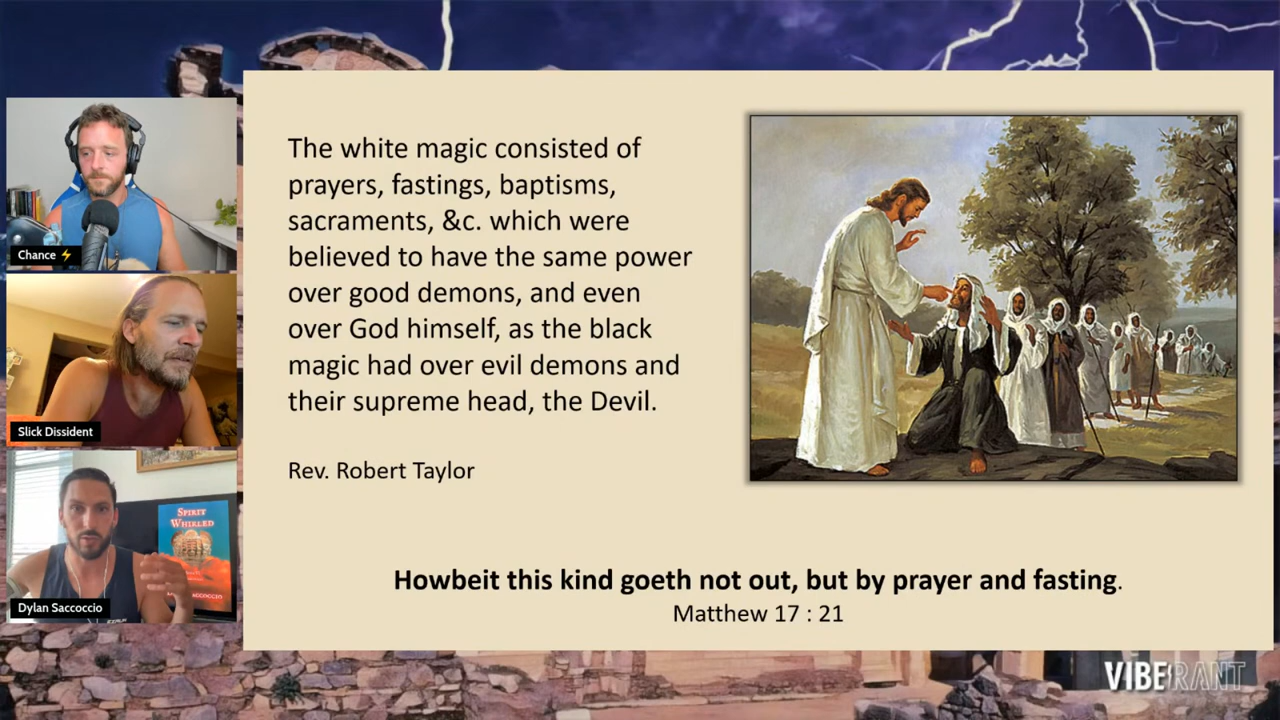 The white magic consisted of
prayers, fastings, baptisms,
sacraments, &c. which were
believed to have the same power
over good demons, and even
over God himself, as the black
magic had over evil demons and
their supreme head, the Devil.
Rev. Robert Taylor
Howbeit this kind goeth not out, but by prayer and fasting.
Matthew 17 : 21
Chance ⚡
Slick Dissident
SPIRIT
WHIRLED
Dylan Saccoccio
VIBERANT